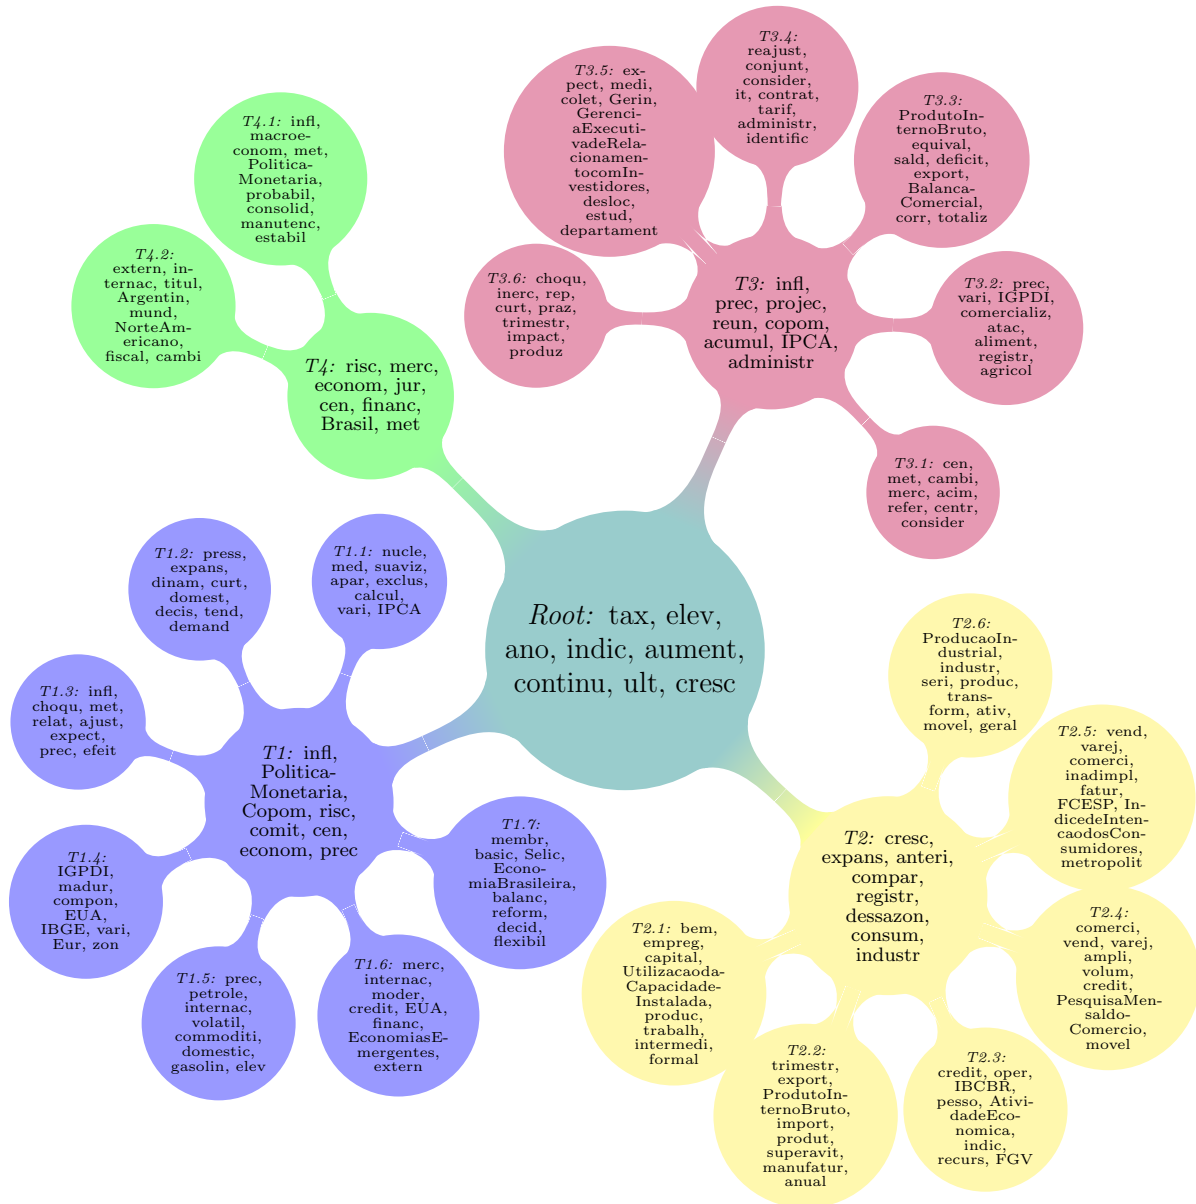 Root: tax, elev,
ano, indic, aument,
continu, ult, cresc
T1: infl,
Politica-
Monetaria,
Copom, risc,
comit, cen,
econom, prec
T1.1: nucle,
med, suaviz,
apar, exclus,
calcul,
vari, IPCA
T1.2: press,
expans,
dinam, curt,
domest,
decis, tend,
demand
T1.3: infl,
choqu, met,
relat, ajust,
expect,
prec, efeit
T1.4:
IGPDI,
madur,
compon,
EUA,
IBGE, vari,
Eur, zon
T1.5: prec,
petrole,
internac,
volatil,
commoditi,
domestic,
gasolin, elev
T1.6: merc,
internac,
moder,
credit, EUA,
financ,
EconomiasE-
mergentes,
extern
T1.7:
membr,
basic, Selic,
Econo-
miaBrasileira,
balanc,
reform,
decid,
flexibil
T2: cresc,
expans, anteri,
compar,
registr,
dessazon,
consum,
industr
T2.1: bem,
empreg,
capital,
Utilizacaoda-
Capacidade-
Instalada,
produc,
trabalh,
intermedi,
formal
T2.2:
trimestr,
export,
ProdutoIn-
ternoBruto,
import,
produt,
superavit,
manufatur,
anual
T2.3:
credit, oper,
IBCBR,
pesso, Ativi-
dadeEco-
nomica,
indic,
recurs, FGV
T2.4:
comerci,
vend, varej,
ampli,
volum,
credit,
PesquisaMen-
saldo-
Comercio,
movel
T2.5: vend,
varej,
comerci,
inadimpl,
fatur,
FCESP, In-
dicedeInten-
caodosCon-
sumidores,
metropolit
T2.6:
ProducaoIn-
dustrial,
industr,
seri, produc,
trans-
form, ativ,
movel, geral
T3: infl,
prec, projec,
reun, copom,
acumul, IPCA,
administr
T3.1: cen,
met, cambi,
merc, acim,
refer, centr,
consider
T3.2: prec,
vari, IGPDI,
comercializ,
atac,
aliment,
registr,
agricol
T3.3:
ProdutoIn-
ternoBruto,
equival,
sald, deficit,
export,
Balanca-
Comercial,
corr, totaliz
T3.4:
reajust,
conjunt,
consider,
it, contrat,
tarif,
administr,
identific
T3.5: ex-
pect, medi,
colet, Gerin,
Gerenci-
aExecuti-
vadeRela-
cionamen-
tocomIn-
vestidores,
desloc,
estud,
departament
T3.6: choqu,
inerc, rep,
curt, praz,
trimestr,
impact,
produz
T4: risc, merc,
econom, jur,
cen, financ,
Brasil, met
T4.1: infl,
macroe-
conom, met,
Politica-
Monetaria,
probabil,
consolid,
manutenc,
estabil
T4.2:
extern, in-
ternac, titul,
Argentin,
mund,
NorteAm-
ericano,
fiscal, cambi